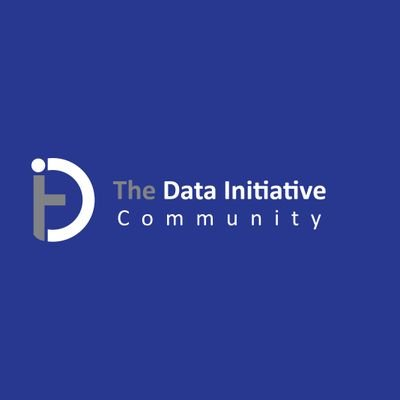 The Data Initiative
Community